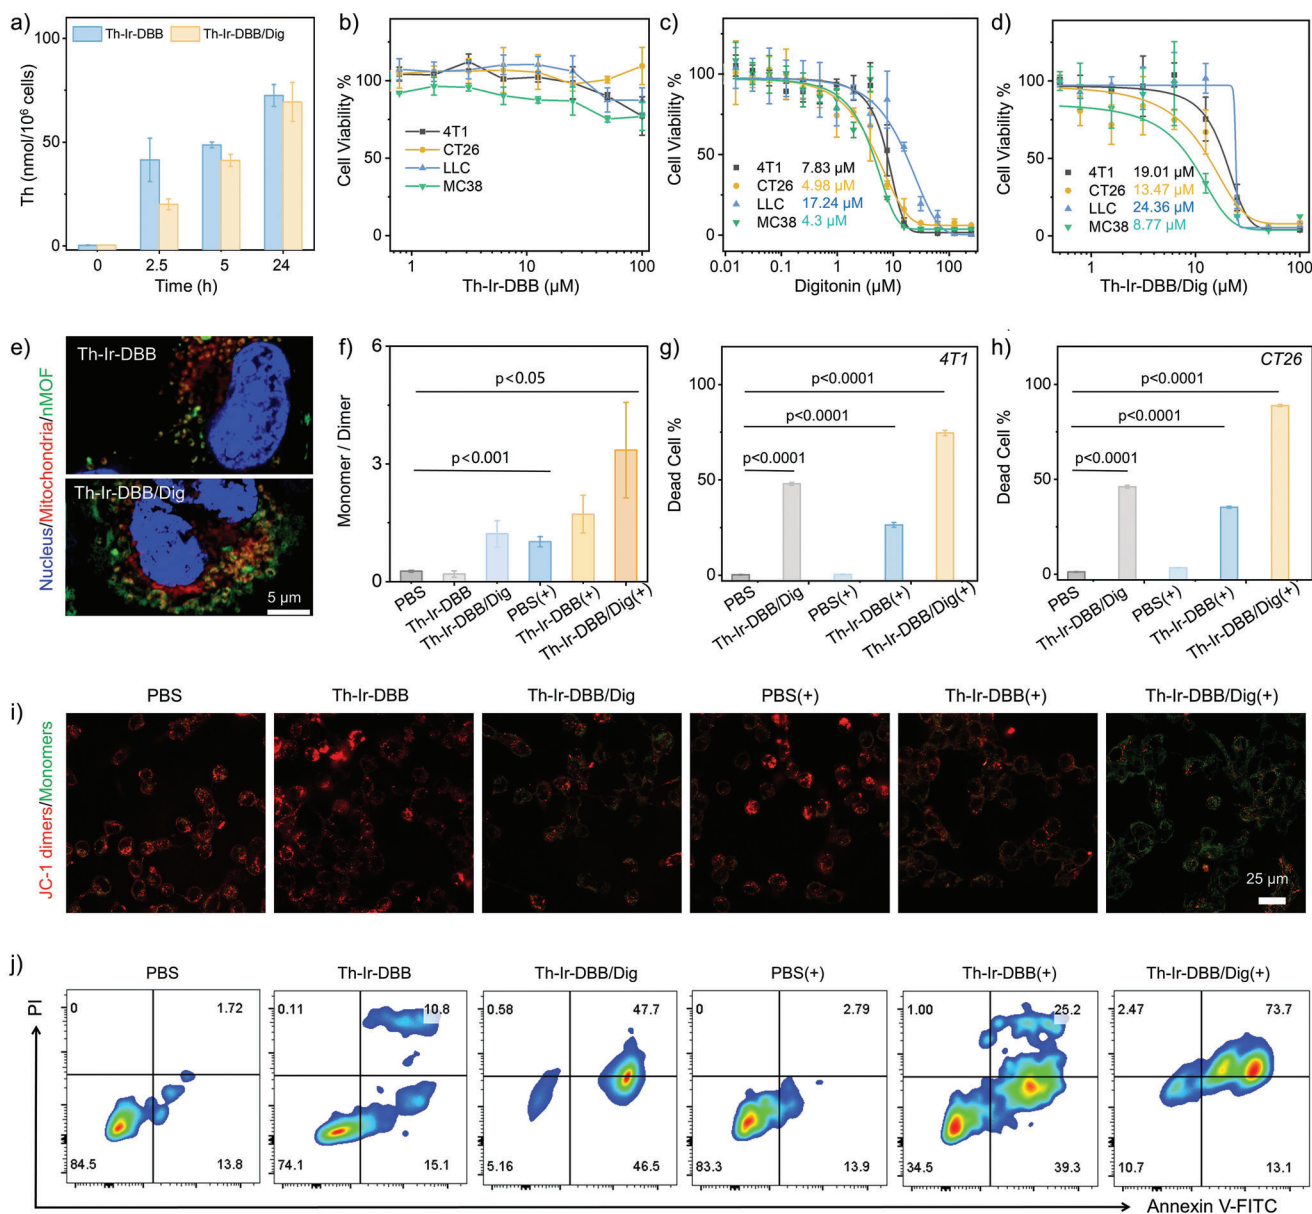 a)
Th-Ir-DBB
Th-Ir-DBB/Dig
Th (nmol/10⁶ cells)
100
50
0
0
2.5
5
24
Time (h)
b)
Cell Viability %
100
50
0
4T1
CT26
LLC
MC38
1
10
100
Th-Ir-DBB (µM)
c)
Cell Viability %
100
50
0
4T1 7.83 µM
CT26 4.98 µM
LLC 17.24 µM
MC38 4.3 µM
0.01
0.1
1
10
100
Digitonin (µM)
d)
Cell Viability %
100
50
0
4T1 19.01 µM
CT26 13.47 µM
LLC 24.36 µM
MC38 8.77 µM
1
10
100
Th-Ir-DBB/Dig (µM)
e)
Nucleus/Mitochondria/nMOF
Th-Ir-DBB
Th-Ir-DBB/Dig
5 µm
f)
Monomer / Dimer
6
3
0
p<0.05
p<0.001
PBS
Th-Ir-DBB
Th-Ir-DBB/Dig
PBS(+)
Th-Ir-DBB(+)
Th-Ir-DBB/Dig(+)
g)
4T1
Dead Cell %
100
50
0
p<0.0001
p<0.0001
p<0.0001
PBS
Th-Ir-DBB/Dig
PBS(+)
Th-Ir-DBB(+)
Th-Ir-DBB/Dig(+)
h)
CT26
Dead Cell %
100
50
0
p<0.0001
p<0.0001
p<0.0001
PBS
Th-Ir-DBB/Dig
PBS(+)
Th-Ir-DBB(+)
Th-Ir-DBB/Dig(+)
i)
JC-1 dimers/Monomers
PBS
Th-Ir-DBB
Th-Ir-DBB/Dig
PBS(+)
Th-Ir-DBB(+)
Th-Ir-DBB/Dig(+)
25 µm
j)
PI
PBS
0
1.72
84.5
13.8
Th-Ir-DBB
0.11
10.8
74.1
15.1
Th-Ir-DBB/Dig
0.58
47.7
5.16
46.5
PBS(+)
0
2.79
83.3
13.9
Th-Ir-DBB(+)
1.00
25.2
34.5
39.3
Th-Ir-DBB/Dig(+)
2.47
73.7
10.7
13.1
Annexin V-FITC